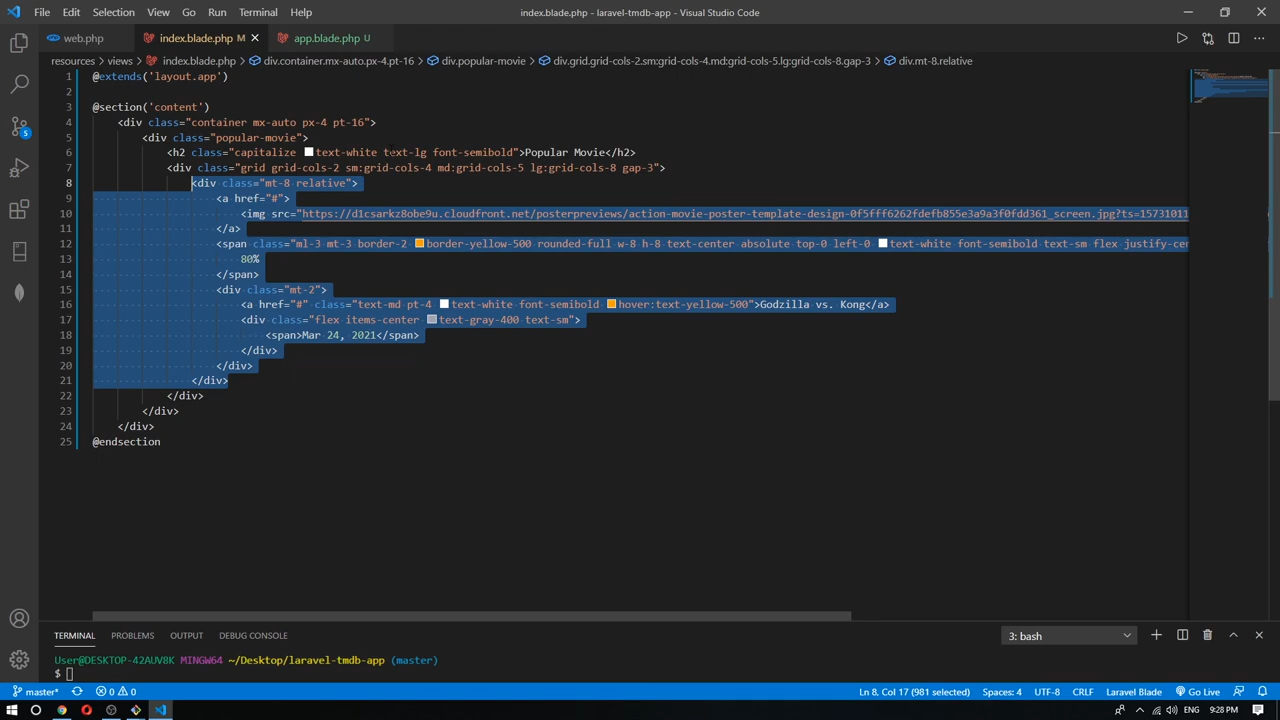 File Edit Selection View Go Run Terminal Help index.blade.php - laravel-tmdb-app - Visual Studio Code
web.php index.blade.php M app.blade.php U
resources > views > index.blade.php > div.container.mx-auto.px-4.pt-16 > div.popular-movie > div.grid.grid-cols-2.sm:grid-cols-4.md:grid-cols-5.lg:grid-cols-8.gap-3 > div.mt-8.relative
1 @extends('layout.app')
2
3 @section('content')
4 <div class="container mx-auto px-4 pt-16">
5 <div class="popular-movie">
6 <h2 class="capitalize text-white text-lg font-semibold">Popular Movie</h2>
7 <div class="grid grid-cols-2 sm:grid-cols-4 md:grid-cols-5 lg:grid-cols-8 gap-3">
8 <div class="mt-8 relative">
9 <a href="#">
10 <img src="https://d1csarkz8obe9u.cloudfront.net/posterpreviews/action-movie-poster-template-design-0f5fff6262fdefb855e3a9a3f0fdd361_screen.jpg?ts=15731011
11 </a>
12 <span class="ml-3 mt-3 border-2 border-yellow-500 rounded-full w-8 h-8 text-center absolute top-0 left-0 text-white font-semibold text-sm flex justify-cen
13 80%
14 </span>
15 <div class="mt-2">
16 <a href="#" class="text-md pt-4 text-white font-semibold hover:text-yellow-500">Godzilla vs. Kong</a>
17 <div class="flex items-center text-gray-400 text-sm">
18 <span>Mar 24, 2021</span>
19 </div>
20 </div>
21 </div>
22 </div>
23 </div>
24 </div>
25 @endsection
5
TERMINAL PROBLEMS OUTPUT DEBUG CONSOLE 3: bash
User@DESKTOP-42AUV8K MINGW64 ~/Desktop/laravel-tmdb-app (master)
$
master* 0 0 Ln 8, Col 17 (981 selected) Spaces: 4 UTF-8 CRLF Laravel Blade Go Live
9:28 PM